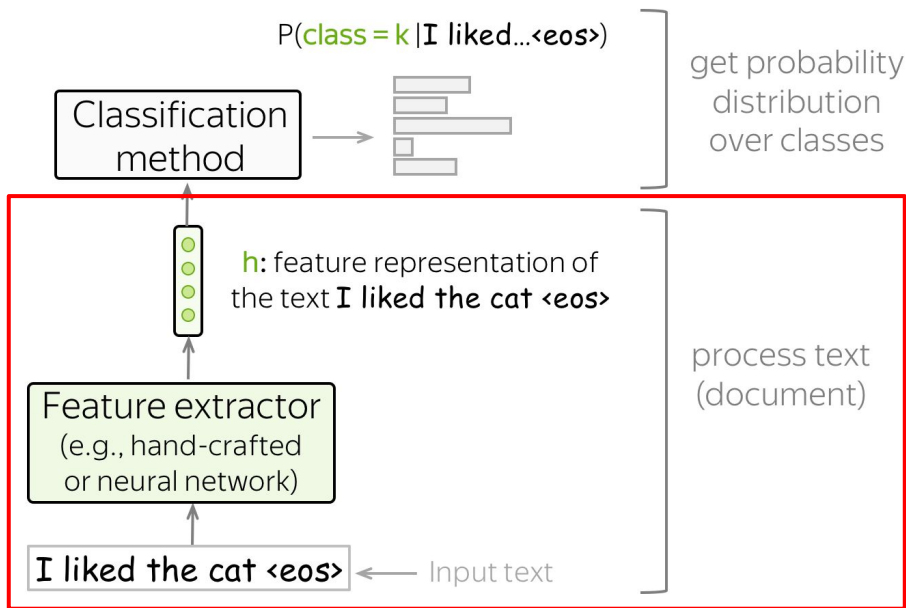 P(class = k|I liked...<eos>)
get probability
distribution
over classes
Classification
method
h: feature representation of
the text I liked the cat <eos>
process text
(document)
Feature extractor
(e.g., hand-crafted
or neural network)
I liked the cat <eos>
Input text